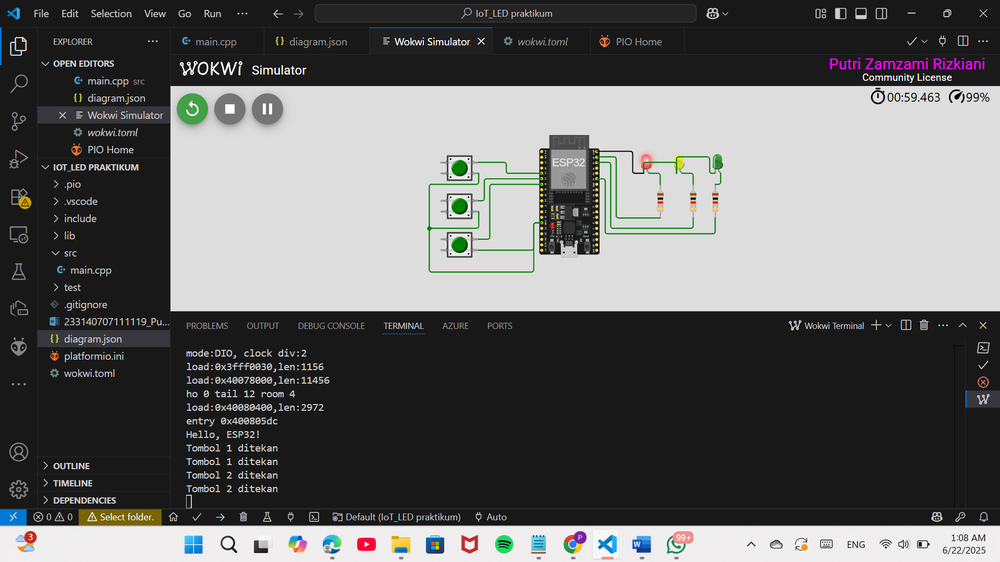 File Edit Selection View Go Run
IoT_LED praktikum
EXPLORER
OPEN EDITORS
main.cpp src
diagram.json
Wokwi Simulator
wokwi.toml
PIO Home
IOT_LED PRAKTIKUM
.pio
.vscode
include
lib
src
main.cpp
test
.gitignore
233140707111119_Pu...
diagram.json
platformio.ini
wokwi.toml
OUTLINE
TIMELINE
DEPENDENCIES
main.cpp
diagram.json
Wokwi Simulator
wokwi.toml
PIO Home
WOKWi Simulator
Putri Zamzami Rizkiani
Community License
00:59.463 99%
ESP32
EN
Boot
PROBLEMS OUTPUT DEBUG CONSOLE TERMINAL AZURE PORTS
Wokwi Terminal
mode:DIO, clock div:2
load:0x3fff0030,len:1156
load:0x40078000,len:11456
ho 0 tail 12 room 4
load:0x40080400,len:2972
entry 0x400805dc
Hello, ESP32!
Tombol 1 ditekan
Tombol 1 ditekan
Tombol 2 ditekan
Tombol 2 ditekan
0 0 Select folder. Default (IoT_LED praktikum) Auto
3
P
99+
ENG
1:08 AM
6/22/2025